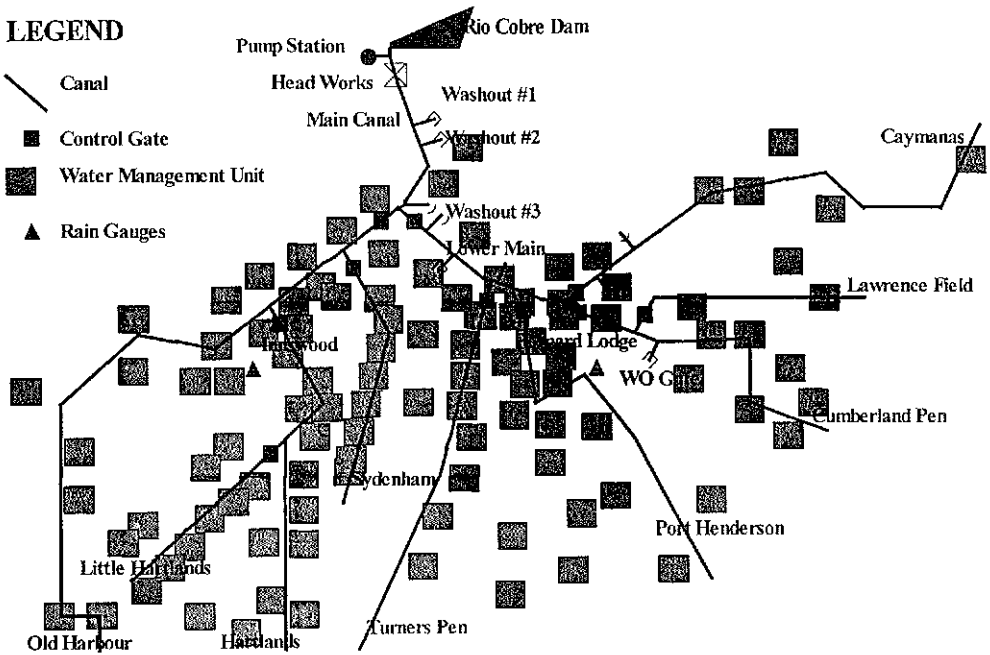 LEGEND
Canal
Control Gate
Water Management Unit
Rain Gauges
Rio Cobre Dam
Pump Station
Head Works
Washout #1
Main Canal
Washout #2
Caymanas
Washout #3
Lower Main
Lawrence Field
Innswood
Lodge
WO Gate
Cumberland Pen
Sydenham
Port Henderson
Little Hartlands
Old Harbour
Hartlands
Turners Pen